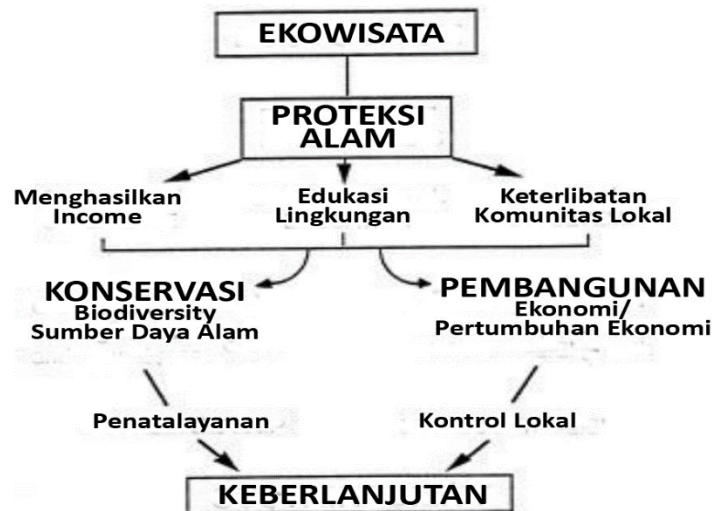 EKOWISATA
PROTEKSI
ALAM
Menghasilkan
Income
Edukasi
Lingkungan
Keterlibatan
Komunitas Lokal
KONSERVASI
Biodiversity
Sumber Daya Alam
PEMBANGUNAN
Ekonomi/
Pertumbuhan Ekonomi
Penatalayanan
Kontrol Lokal
KEBERLANJUTAN